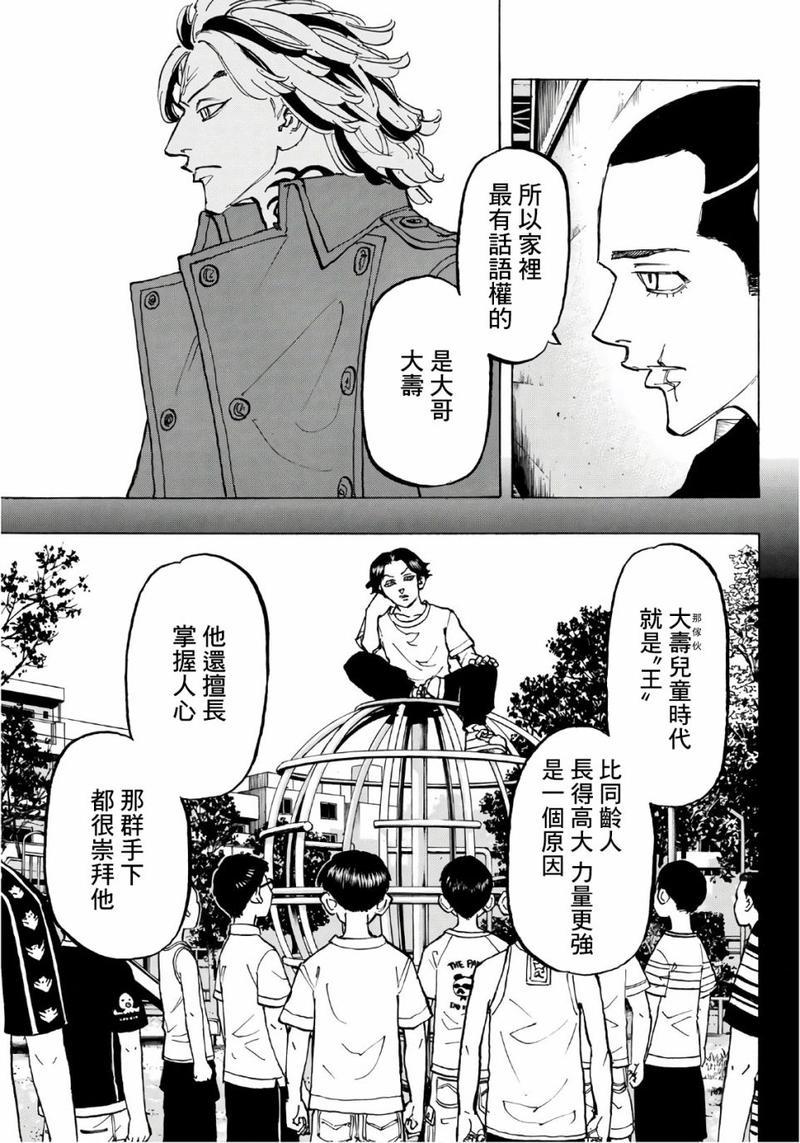 所以家裡
最有話語權的
是大哥
大壽
那傢伙
大壽兒童時代
就是〝王〞
比同齡人
長得高大 力量更強
是一個原因
他還擅長
掌握人心
那群手下
都很崇拜他
THE PAN